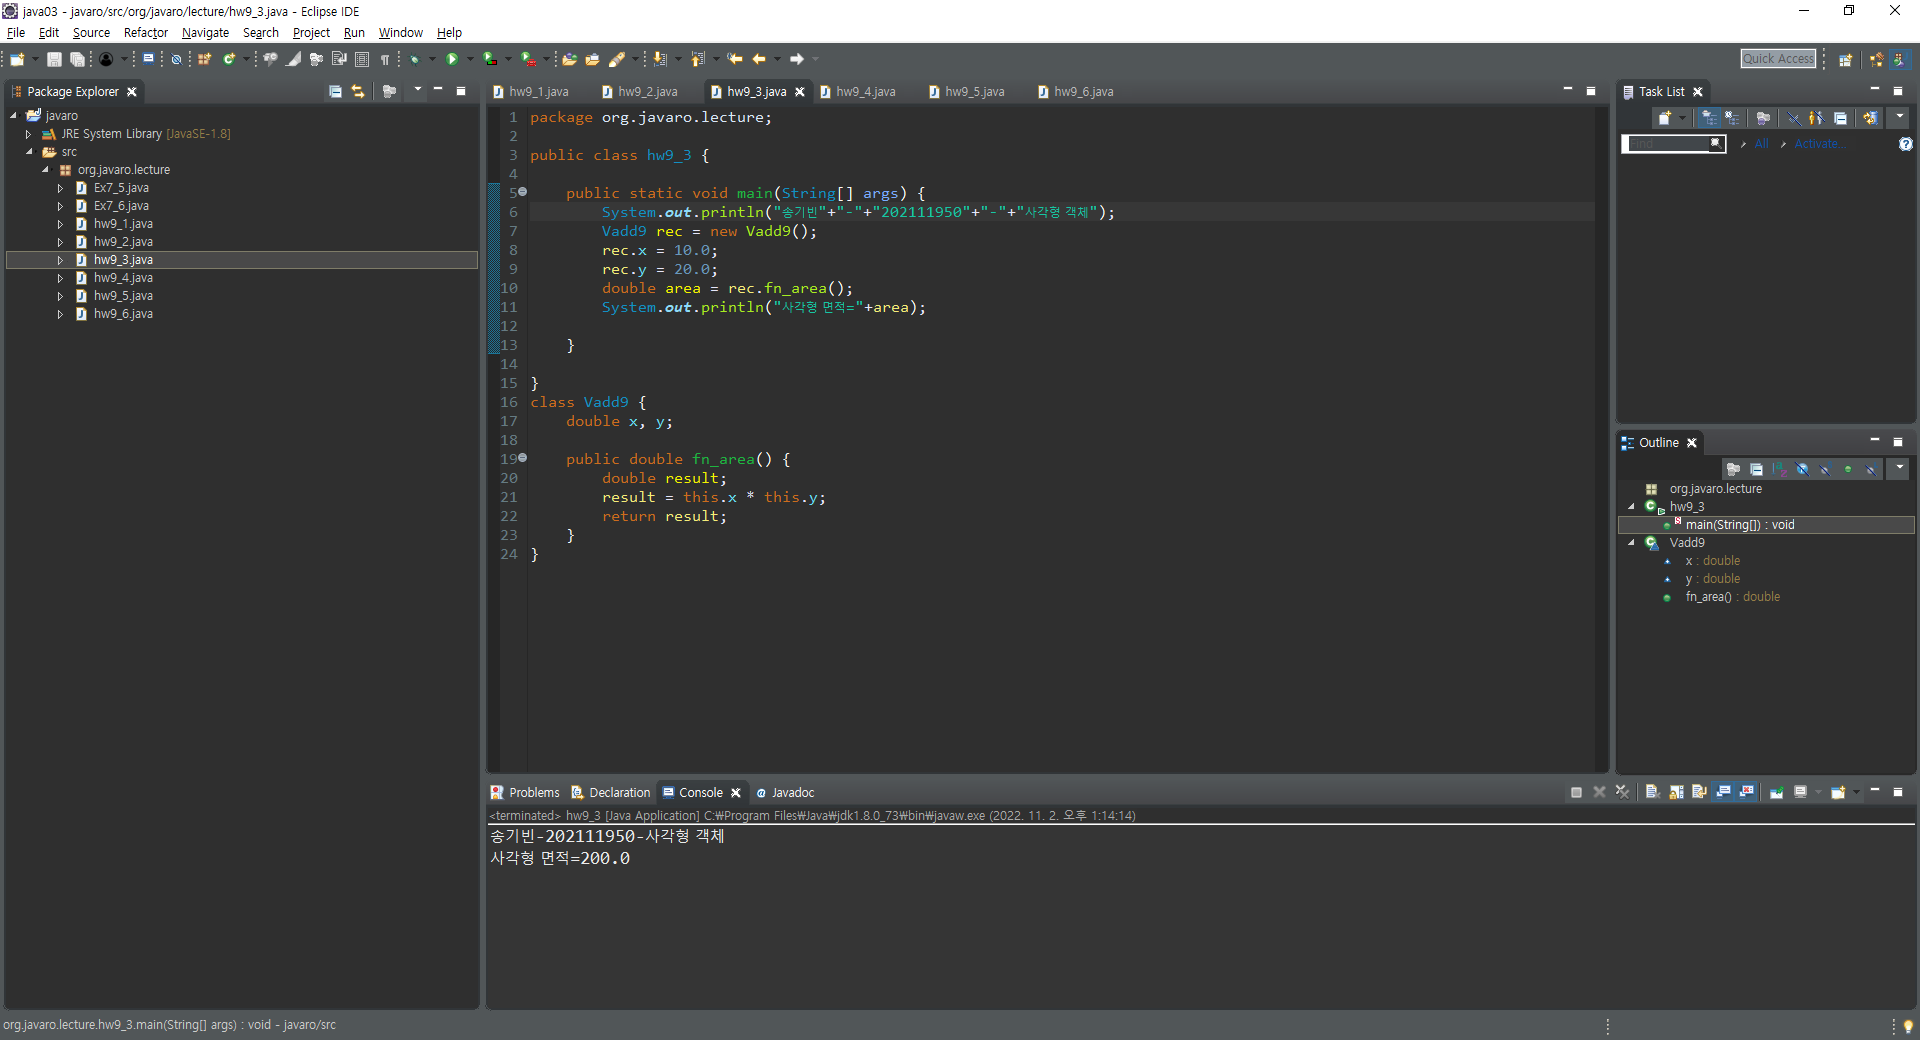 java03 - javaro/src/org/javaro/lecture/hw9_3.java - Eclipse IDE
File Edit Source Refactor Navigate Search Project Run Window Help
Quick Access
Package Explorer
javaro
JRE System Library [JavaSE-1.8]
src
org.javaro.lecture
Ex7_5.java
Ex7_6.java
hw9_1.java
hw9_2.java
hw9_3.java
hw9_4.java
hw9_5.java
hw9_6.java
hw9_1.java hw9_2.java hw9_3.java hw9_4.java hw9_5.java hw9_6.java
1 package org.javaro.lecture;
2
3 public class hw9_3 {
4
5 public static void main(String[] args) {
6 System.out.println("송기빈"+"-"+"202111950"+"-"+"사각형 객체");
7 Vadd9 rec = new Vadd9();
8 rec.x = 10.0;
9 rec.y = 20.0;
10 double area = rec.fn_area();
11 System.out.println("사각형 면적="+area);
12
13 }
14
15 }
16 class Vadd9 {
17 double x, y;
18
19 public double fn_area() {
20 double result;
21 result = this.x * this.y;
22 return result;
23 }
24 }
Task List
Find All Activate...
Outline
org.javaro.lecture
hw9_3
main(String[]) : void
Vadd9
x : double
y : double
fn_area() : double
Problems Declaration Console Javadoc
<terminated> hw9_3 [Java Application] C:₩Program Files₩Java₩jdk1.8.0_73₩bin₩javaw.exe (2022. 11. 2. 오후 1:14:14)
송기빈-202111950-사각형 객체
사각형 면적=200.0
org.javaro.lecture.hw9_3.main(String[] args) : void - javaro/src